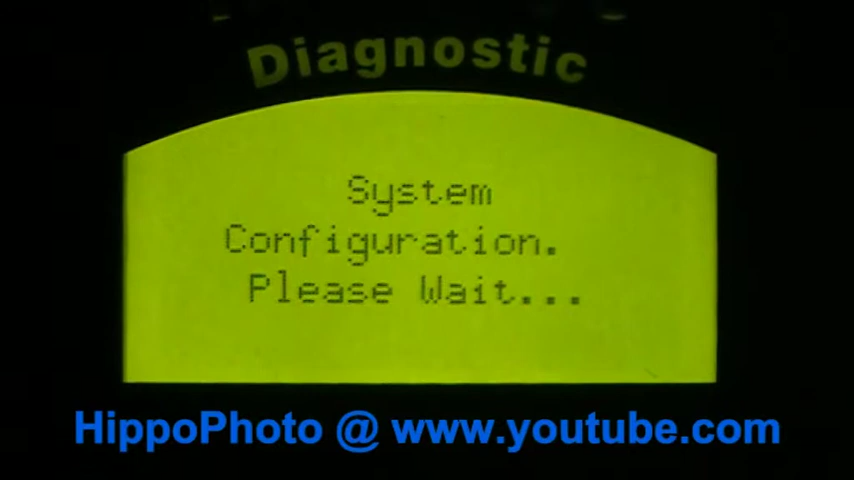 Diagnostic
System
Configuration.
Please Wait...
HippoPhoto @ www.youtube.com